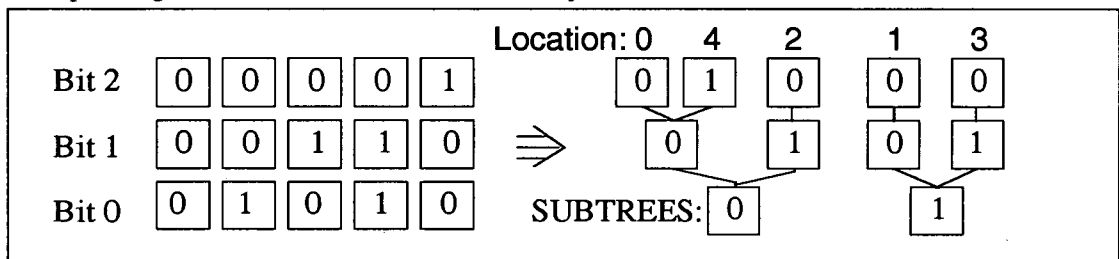 Location: 0 4 2 1 3
Bit 2 0 0 0 0 1 0 1 0 0 0
Bit 1 0 0 1 1 0 0 1 0 1
Bit 0 0 1 0 1 0 SUBTREES: 0 1